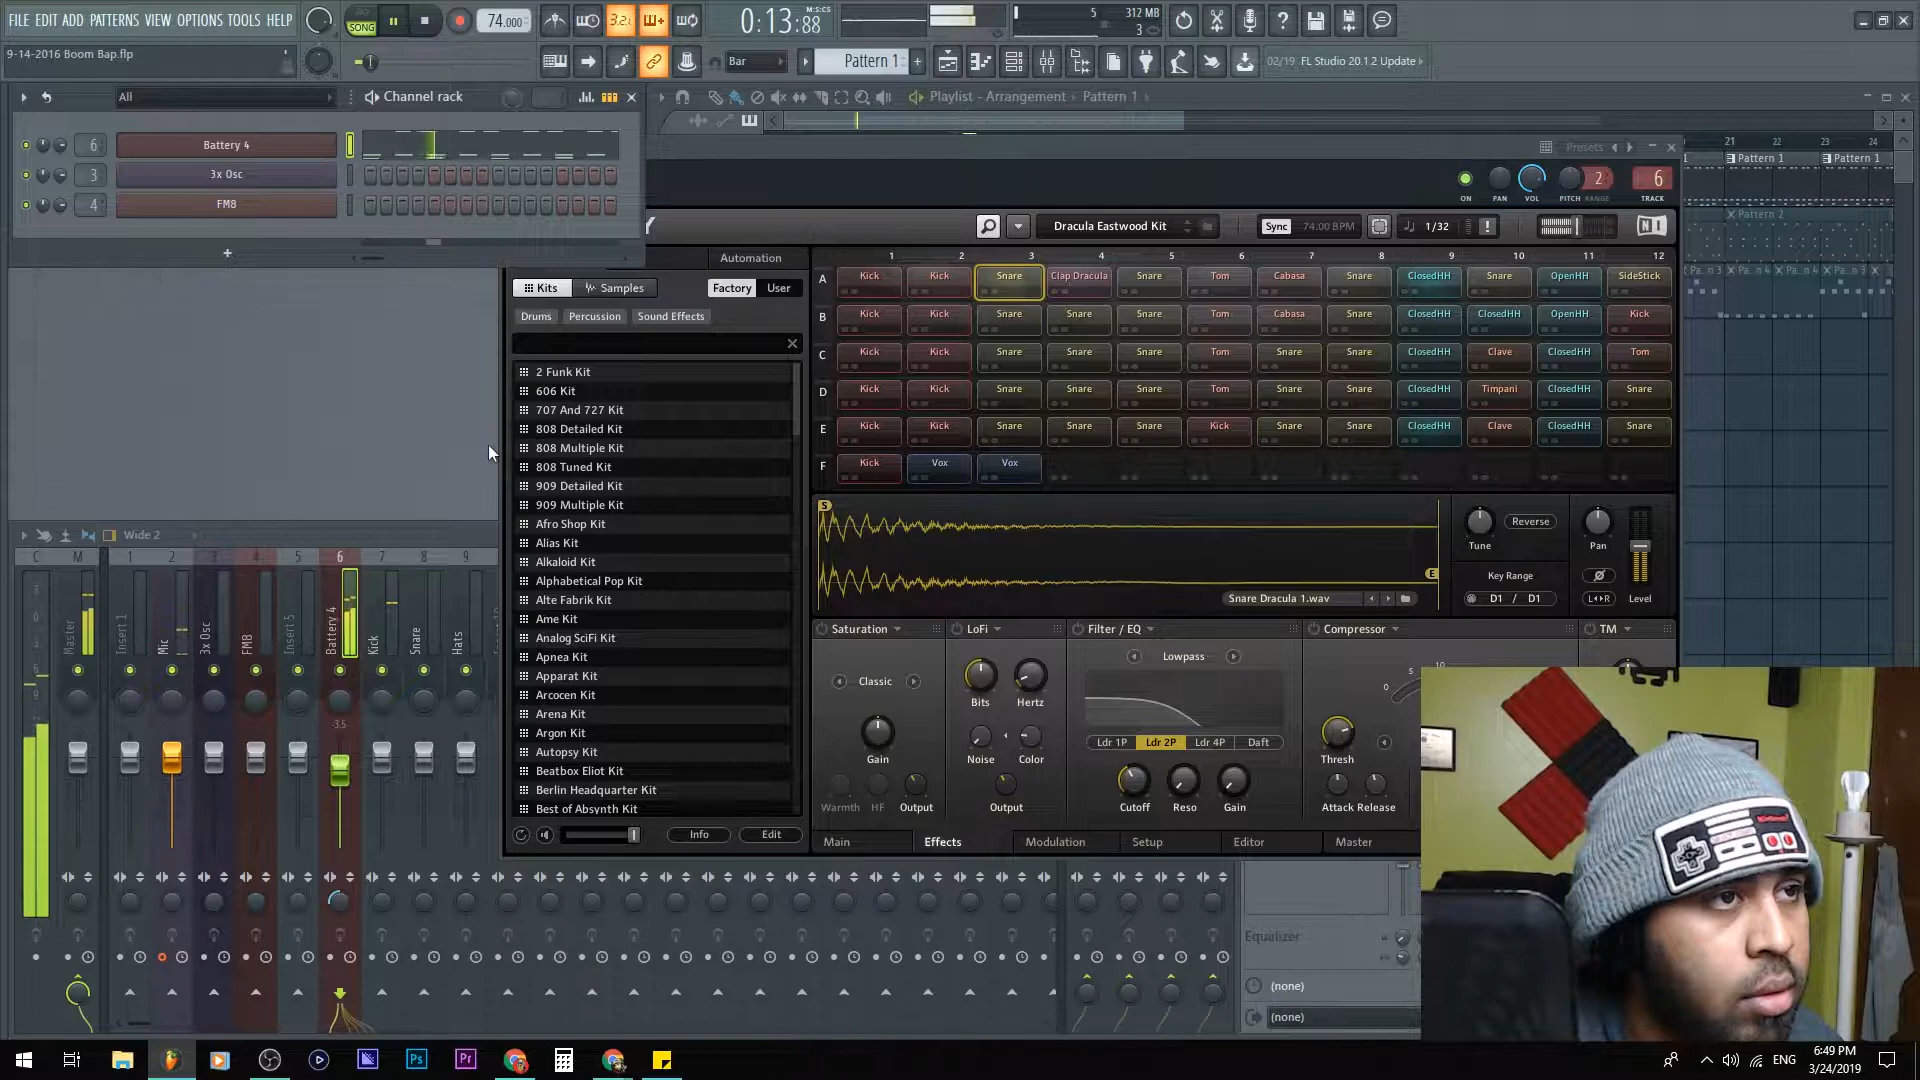 FILE EDIT ADD PATTERNS VIEW OPTIONS TOOLS HELP
SONG
74.000
3.2.
0:13:88
M:S:CS
5
312 MB
3
9-14-2016 Boom Bap.flp
Bar
Pattern 1
+
02/19 FL Studio 20.1.2 Update
All
Channel rack
Playlist - Arrangement
Pattern 1
6
Battery 4
3
3x Osc
4
FM8
+
Presets
ON
PAN
VOL
PITCH
RANGE
2
6
TRACK
21
22
23
24
Pattern 1
Pattern 1
Pattern 2
Dracula Eastwood Kit
Sync
74.00 BPM
1/32
!
NI
Automation
Kits
Samples
Factory
User
Drums
Percussion
Sound Effects
2 Funk Kit
606 Kit
707 And 727 Kit
808 Detailed Kit
808 Multiple Kit
808 Tuned Kit
909 Detailed Kit
909 Multiple Kit
Afro Shop Kit
Alias Kit
Alkaloid Kit
Alphabetical Pop Kit
Alte Fabrik Kit
Ame Kit
Analog SciFi Kit
Apnea Kit
Apparat Kit
Arcocen Kit
Arena Kit
Argon Kit
Autopsy Kit
Beatbox Eliot Kit
Berlin Headquarter Kit
Best of Absynth Kit
Info
Edit
1 2 3 4 5 6 7 8 9 10 11 12
A Kick Kick Snare Clap Dracula Snare Tom Cabasa Snare ClosedHH Snare OpenHH SideStick
B Kick Kick Snare Snare Snare Tom Cabasa Snare ClosedHH ClosedHH OpenHH Kick
C Kick Kick Snare Snare Snare Tom Snare Snare ClosedHH Clave ClosedHH Tom
D Kick Kick Snare Snare Snare Tom Snare Snare ClosedHH Timpani ClosedHH Snare
E Kick Kick Snare Snare Snare Kick Snare Snare ClosedHH Clave ClosedHH Snare
F Kick Vox Vox
S
E
Snare Dracula 1.wav
Tune
Reverse
Key Range
D1 / D1
Pan
L◄►R
Level
Saturation
LoFi
Filter / EQ
Compressor
TM
Classic
Gain
Warmth
HF
Output
Bits
Hertz
Noise
Color
Output
Lowpass
Ldr 1P
Ldr 2P
Ldr 4P
Daft
Cutoff
Reso
Gain
0
5
10
Thresh
Attack
Release
Main
Effects
Modulation
Setup
Editor
Master
Wide 2
C M 1 2 3 4 5 6 7 8 9
Master
Insert 1
Mic
3x Osc
FM8
Insert 5
Battery 4
Kick
Snare
Hats
-3.5
Equalizer
(none)
(none)
Nintendo
Ps
Pr
ENG
6:49 PM
3/24/2019